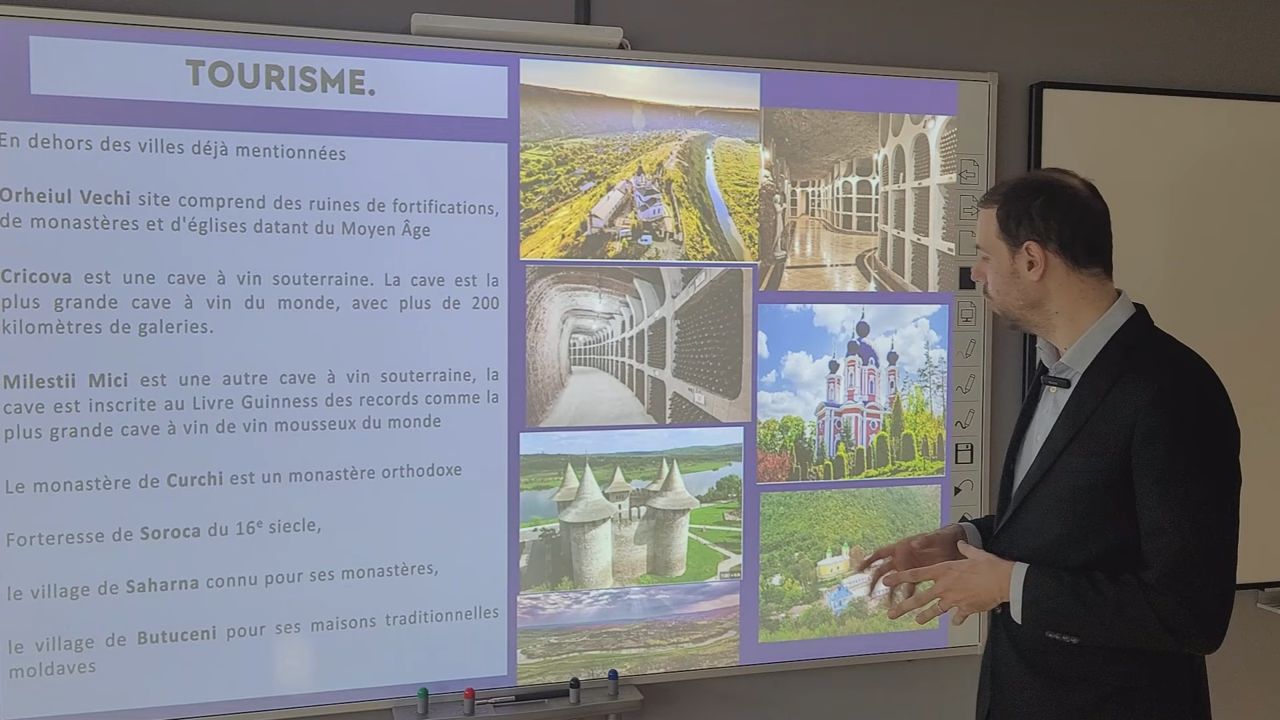 TOURISME.
En dehors des villes déjà mentionnées
Orheiul Vechi site comprend des ruines de fortifications,
de monastères et d'églises datant du Moyen Âge
Cricova est une cave à vin souterraine. La cave est la
plus grande cave à vin du monde, avec plus de 200
kilomètres de galeries.
Milestii Mici est une autre cave à vin souterraine, la
cave est inscrite au Livre Guinness des records comme la
plus grande cave à vin de vin mousseux du monde
Le monastère de Curchi est un monastère orthodoxe
Forteresse de Soroca du 16e siecle,
le village de Saharna connu pour ses monastères,
le village de Butuceni pour ses maisons traditionnelles
moldaves